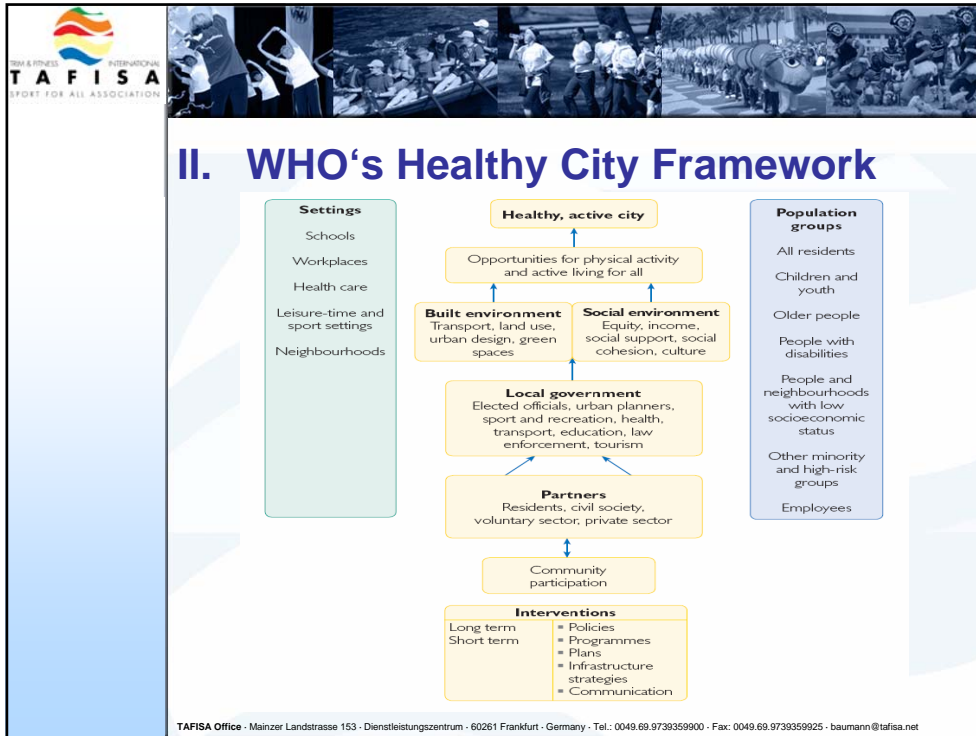 TRIM & FITNESS INTERNATIONAL
TAFISA
SPORT FOR ALL ASSOCIATION
II. WHO‘s Healthy City Framework
Settings
Schools
Workplaces
Health care
Leisure-time and
sport settings
Neighbourhoods
Healthy, active city
Opportunities for physical activity
and active living for all
Built environment
Transport, land use,
urban design, green
spaces
Social environment
Equity, income,
social support, social
cohesion, culture
Local government
Elected officials, urban planners,
sport and recreation, health,
transport, education, law
enforcement, tourism
Partners
Residents, civil society,
voluntary sector, private sector
Community
participation
Interventions
Long term
Short term
▪ Policies
▪ Programmes
▪ Plans
▪ Infrastructure
strategies
▪ Communication
Population
groups
All residents
Children and
youth
Older people
People with
disabilities
People and
neighbourhoods
with low
socioeconomic
status
Other minority
and high-risk
groups
Employees
TAFISA Office - Mainzer Landstrasse 153 - Dienstleistungszentrum - 60261 Frankfurt - Germany - Tel.: 0049.69.9739359900 - Fax: 0049.69.9739359925 - baumann@tafisa.net